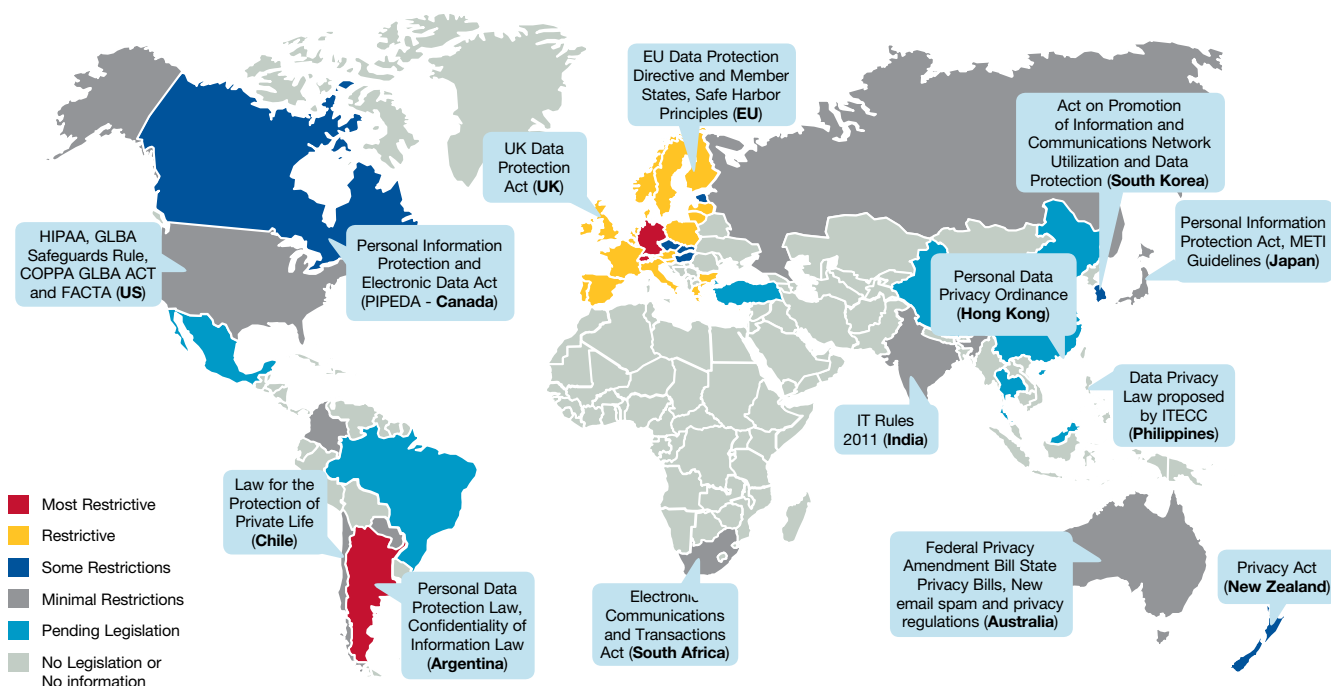 EU Data Protection
Directive and Member
States, Safe Harbor
Principles (EU)
UK Data
Protection
Act (UK)
Act on Promotion
of Information and
Communications Network
Utilization and Data
Protection (South Korea)
HIPAA, GLBA
Safeguards Rule,
COPPA GLBA ACT
and FACTA (US)
Personal Information
Protection and
Electronic Data Act
(PIPEDA - Canada)
Personal Information
Protection Act, METI
Guidelines (Japan)
Personal Data
Privacy Ordinance
(Hong Kong)
IT Rules
2011 (India)
Data Privacy
Law proposed
by ITECC
(Philippines)
Law for the
Protection of
Private Life
(Chile)
Personal Data
Protection Law,
Confidentiality of
Information Law
(Argentina)
Electronic
Communications
and Transactions
Act (South Africa)
Federal Privacy
Amendment Bill State
Privacy Bills, New
email spam and privacy
regulations (Australia)
Privacy Act
(New Zealand)
Most Restrictive
Restrictive
Some Restrictions
Minimal Restrictions
Pending Legislation
No Legislation or
No information